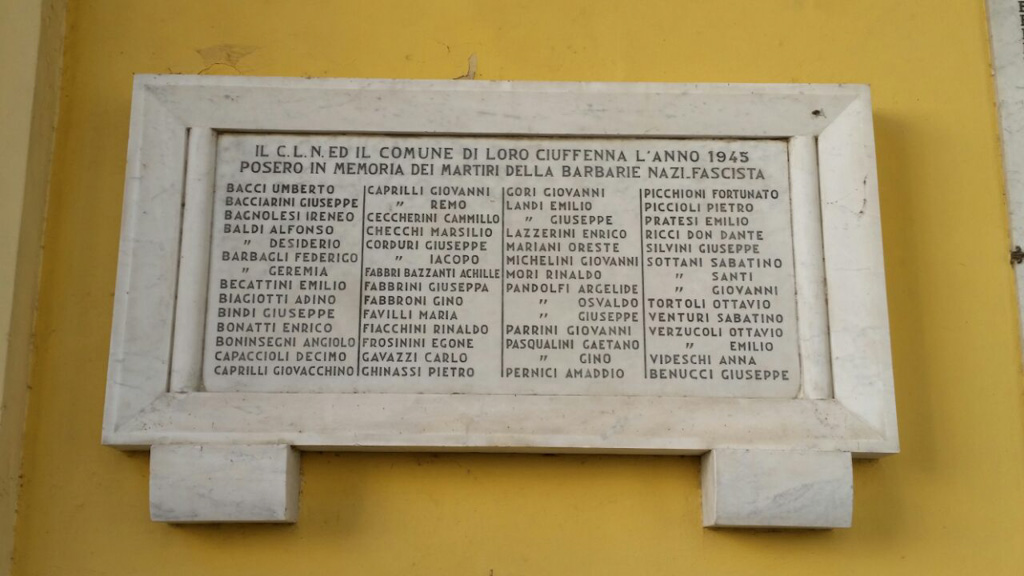 IL C.L.N. ED IL COMUNE DI LORO CIUFFENNA L'ANNO 1945
POSERO IN MEMORIA DEI MARTIRI DELLA BARBARIE NAZI.FASCISTA
BACCI UMBERTO
BACCIARINI GIUSEPPE
BAGNOLESI IRENEO
BALDI ALFONSO
〃 DESIDERIO
BARBAGLI FEDERIGO
〃 GEREMIA
BECATTINI EMILIO
BIAGIOTTI ADINO
BINDI GIUSEPPE
BONATTI ENRICO
BONINSEGNI ANGIOLO
CAPACCIOLI DECIMO
CAPRILLI GIOVACCHINO
CAPRILLI GIOVANNI
〃 REMO
CECCHERINI CAMMILLO
CHECCHI MARSILIO
CORDURI GIUSEPPE
〃 IACOPO
FABBRI BAZZANTI ACHILLE
FABBRINI GIUSEPPA
FABBRONI GINO
FAVILLI MARIA
FIACCHINI RINALDO
FROSININI EGONE
GAVAZZI CARLO
GHINASSI PIETRO
GORI GIOVANNI
LANDI EMILIO
〃 GIUSEPPE
LAZZERINI ENRICO
MARIANI ORESTE
MICHELINI GIOVANNI
MORI RINALDO
PANDOLFI ARGELIDE
〃 OSVALDO
〃 GIUSEPPE
PARRINI GIOVANNI
PASQUALINI GAETANO
〃 GINO
PERNICI AMADDIO
PICCHIONI FORTUNATO
PICCIOLI PIETRO
PRATESI EMILIO
RICCI DON DANTE
SILVINI GIUSEPPE
SOTTANI SABATINO
〃 SANTI
〃 GIOVANNI
TORTOLI OTTAVIO
VENTURI SABATINO
VERZUCOLI OTTAVIO
〃 EMILIO
VIDESCHI ANNA
BENUCCI GIUSEPPE